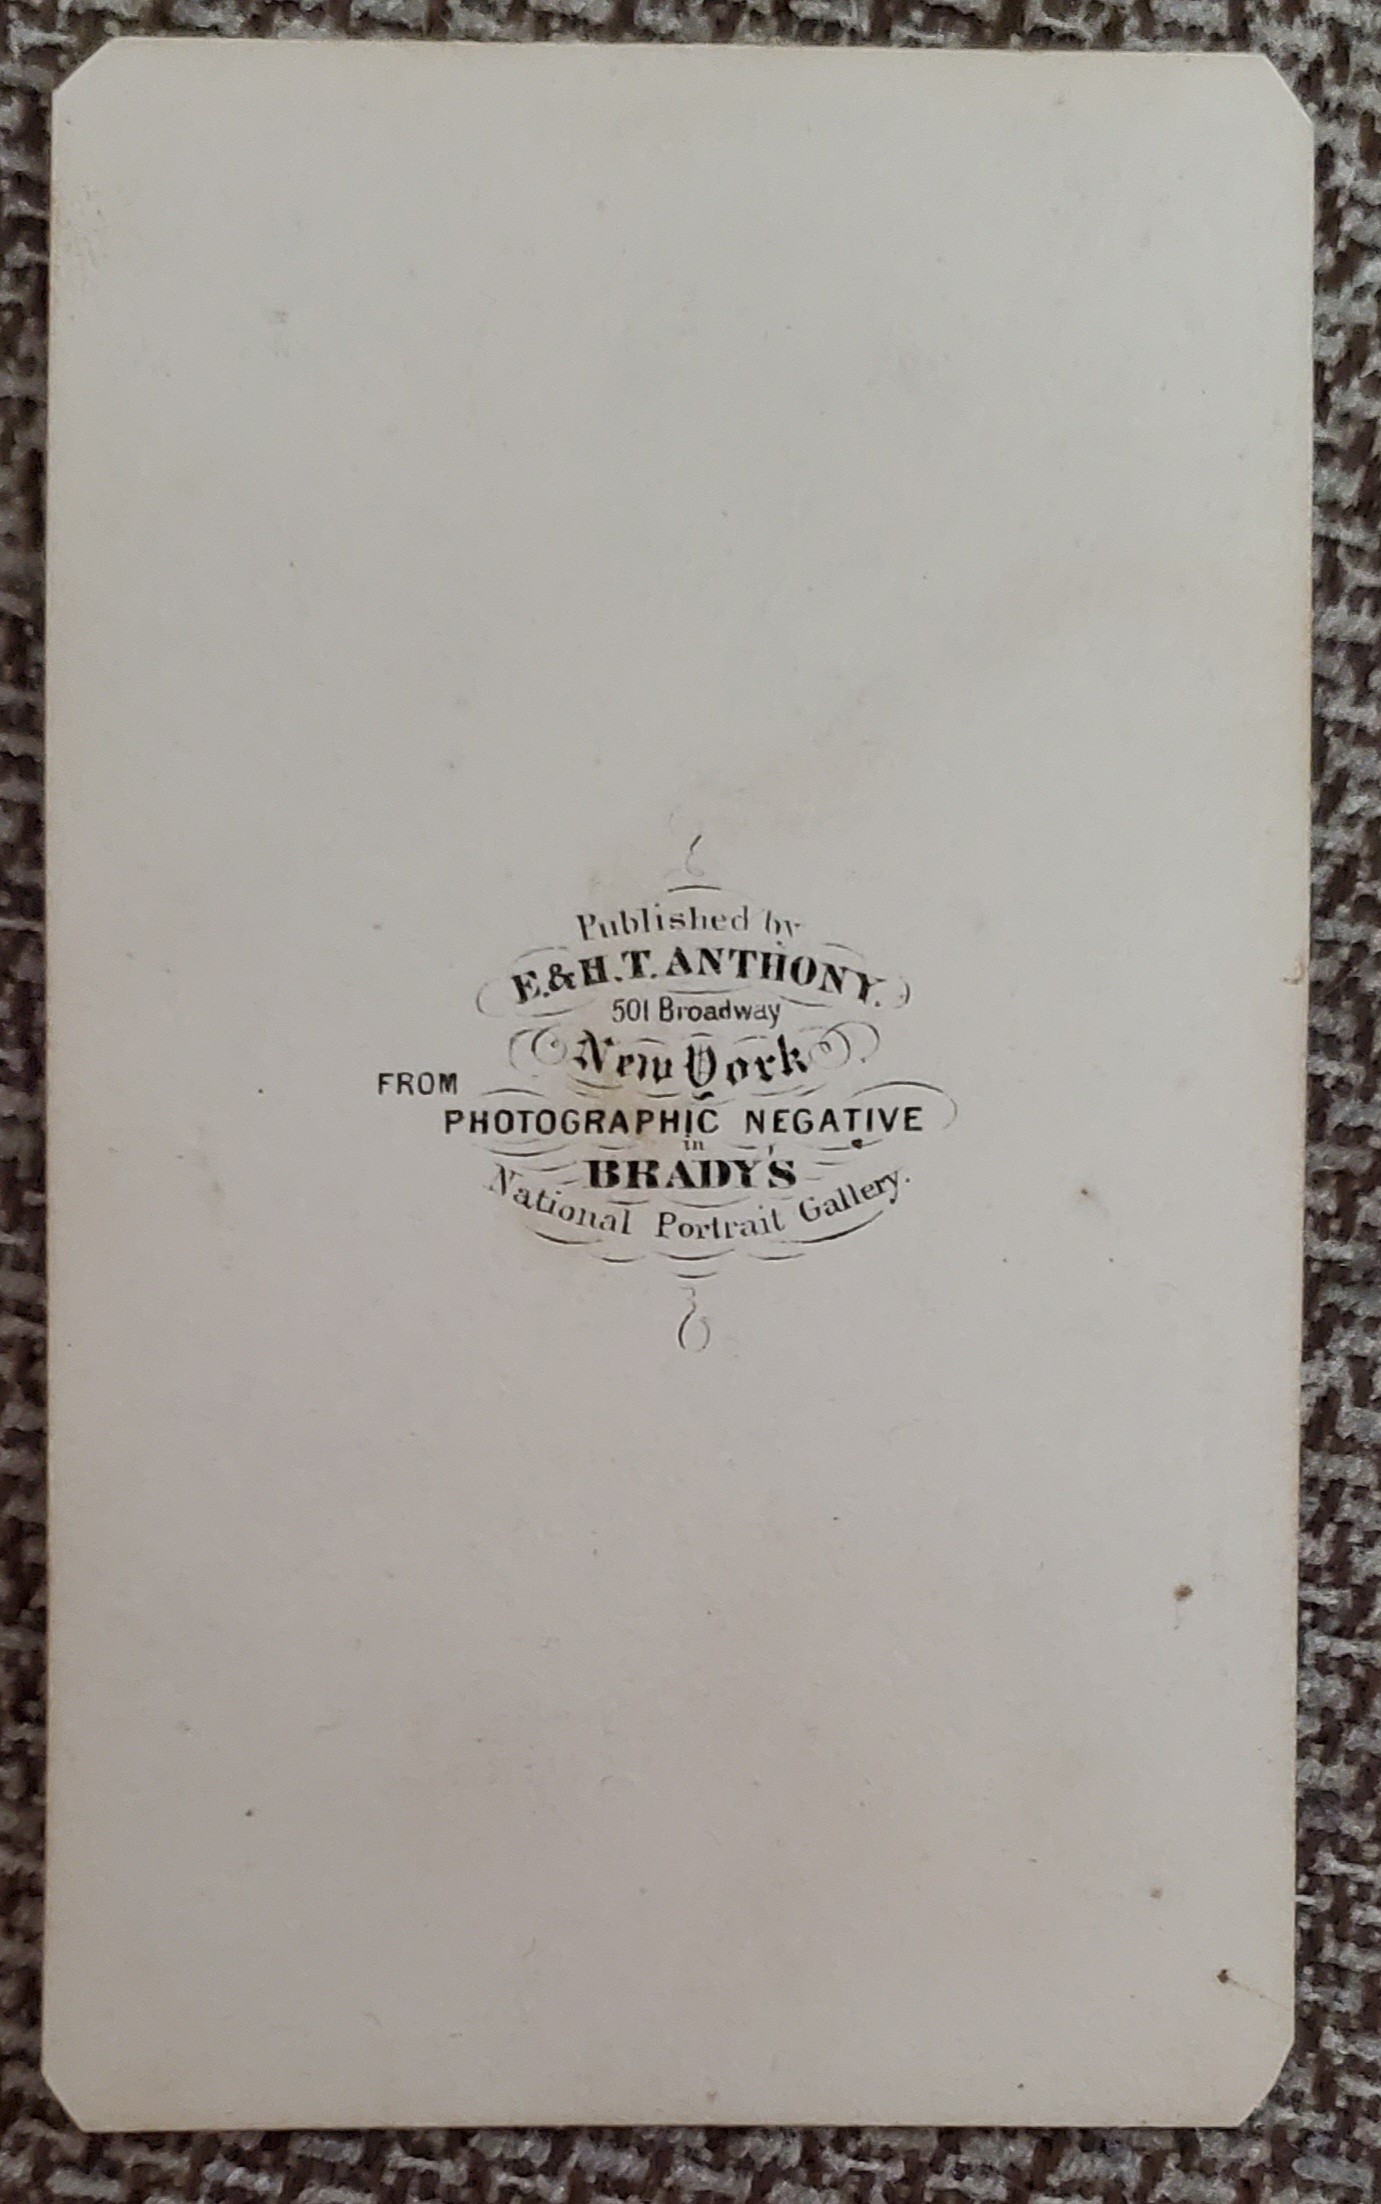 Published by
E. & H. T. ANTHONY.
501 Broadway
New York
FROM
PHOTOGRAPHIC NEGATIVE
in
BRADY'S
National Portrait Gallery.